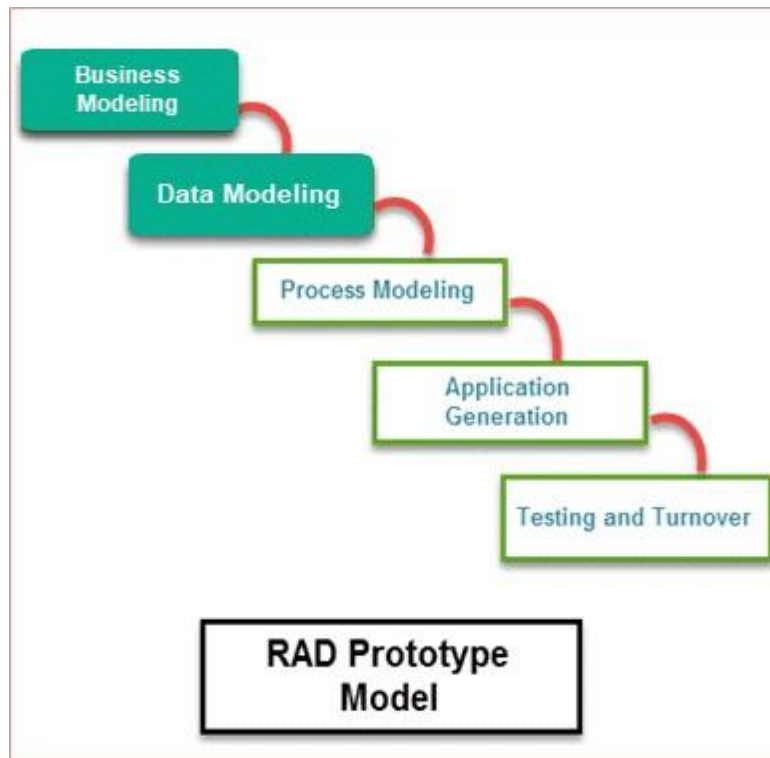 Business
Modeling
Data Modeling
Process Modeling
Application
Generation
Testing and Turnover
RAD Prototype
Model